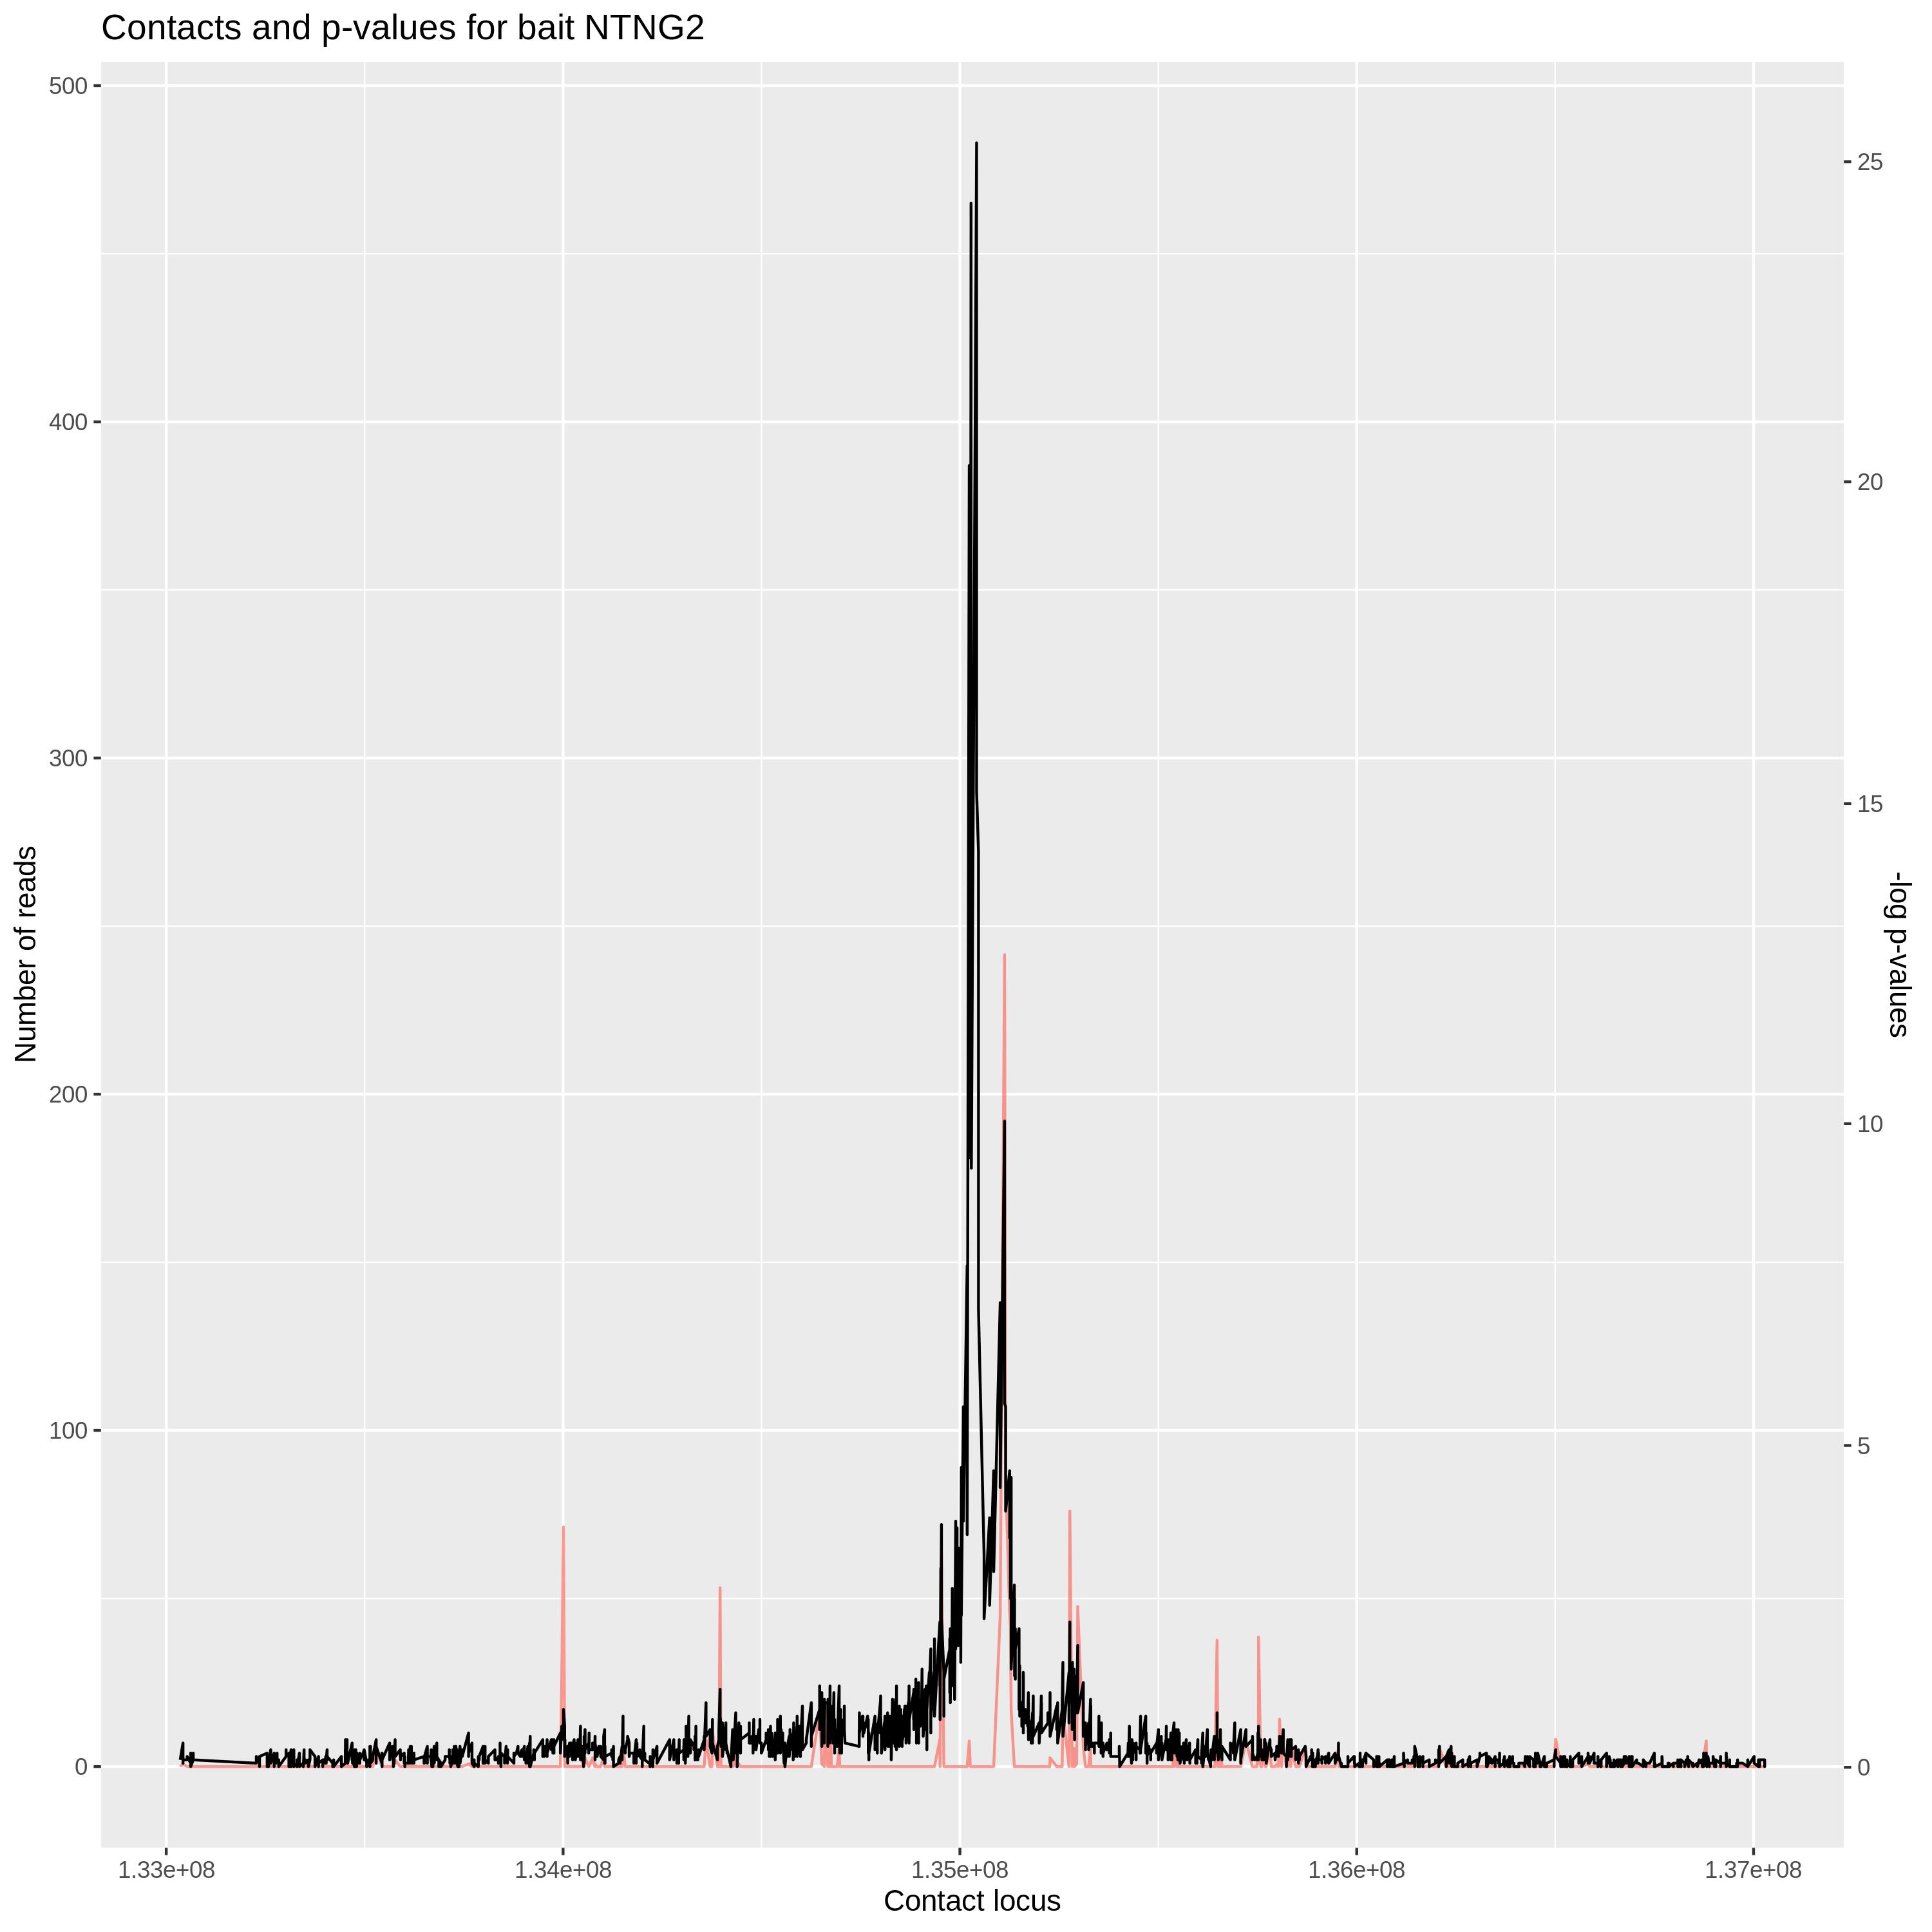 Contacts and p-values for bait NTNG2
500
400
300
200
100
0
Number of reads
25
20
15
10
5
0
-log p-values
1.33e+08
1.34e+08
1.35e+08
1.36e+08
1.37e+08
Contact locus